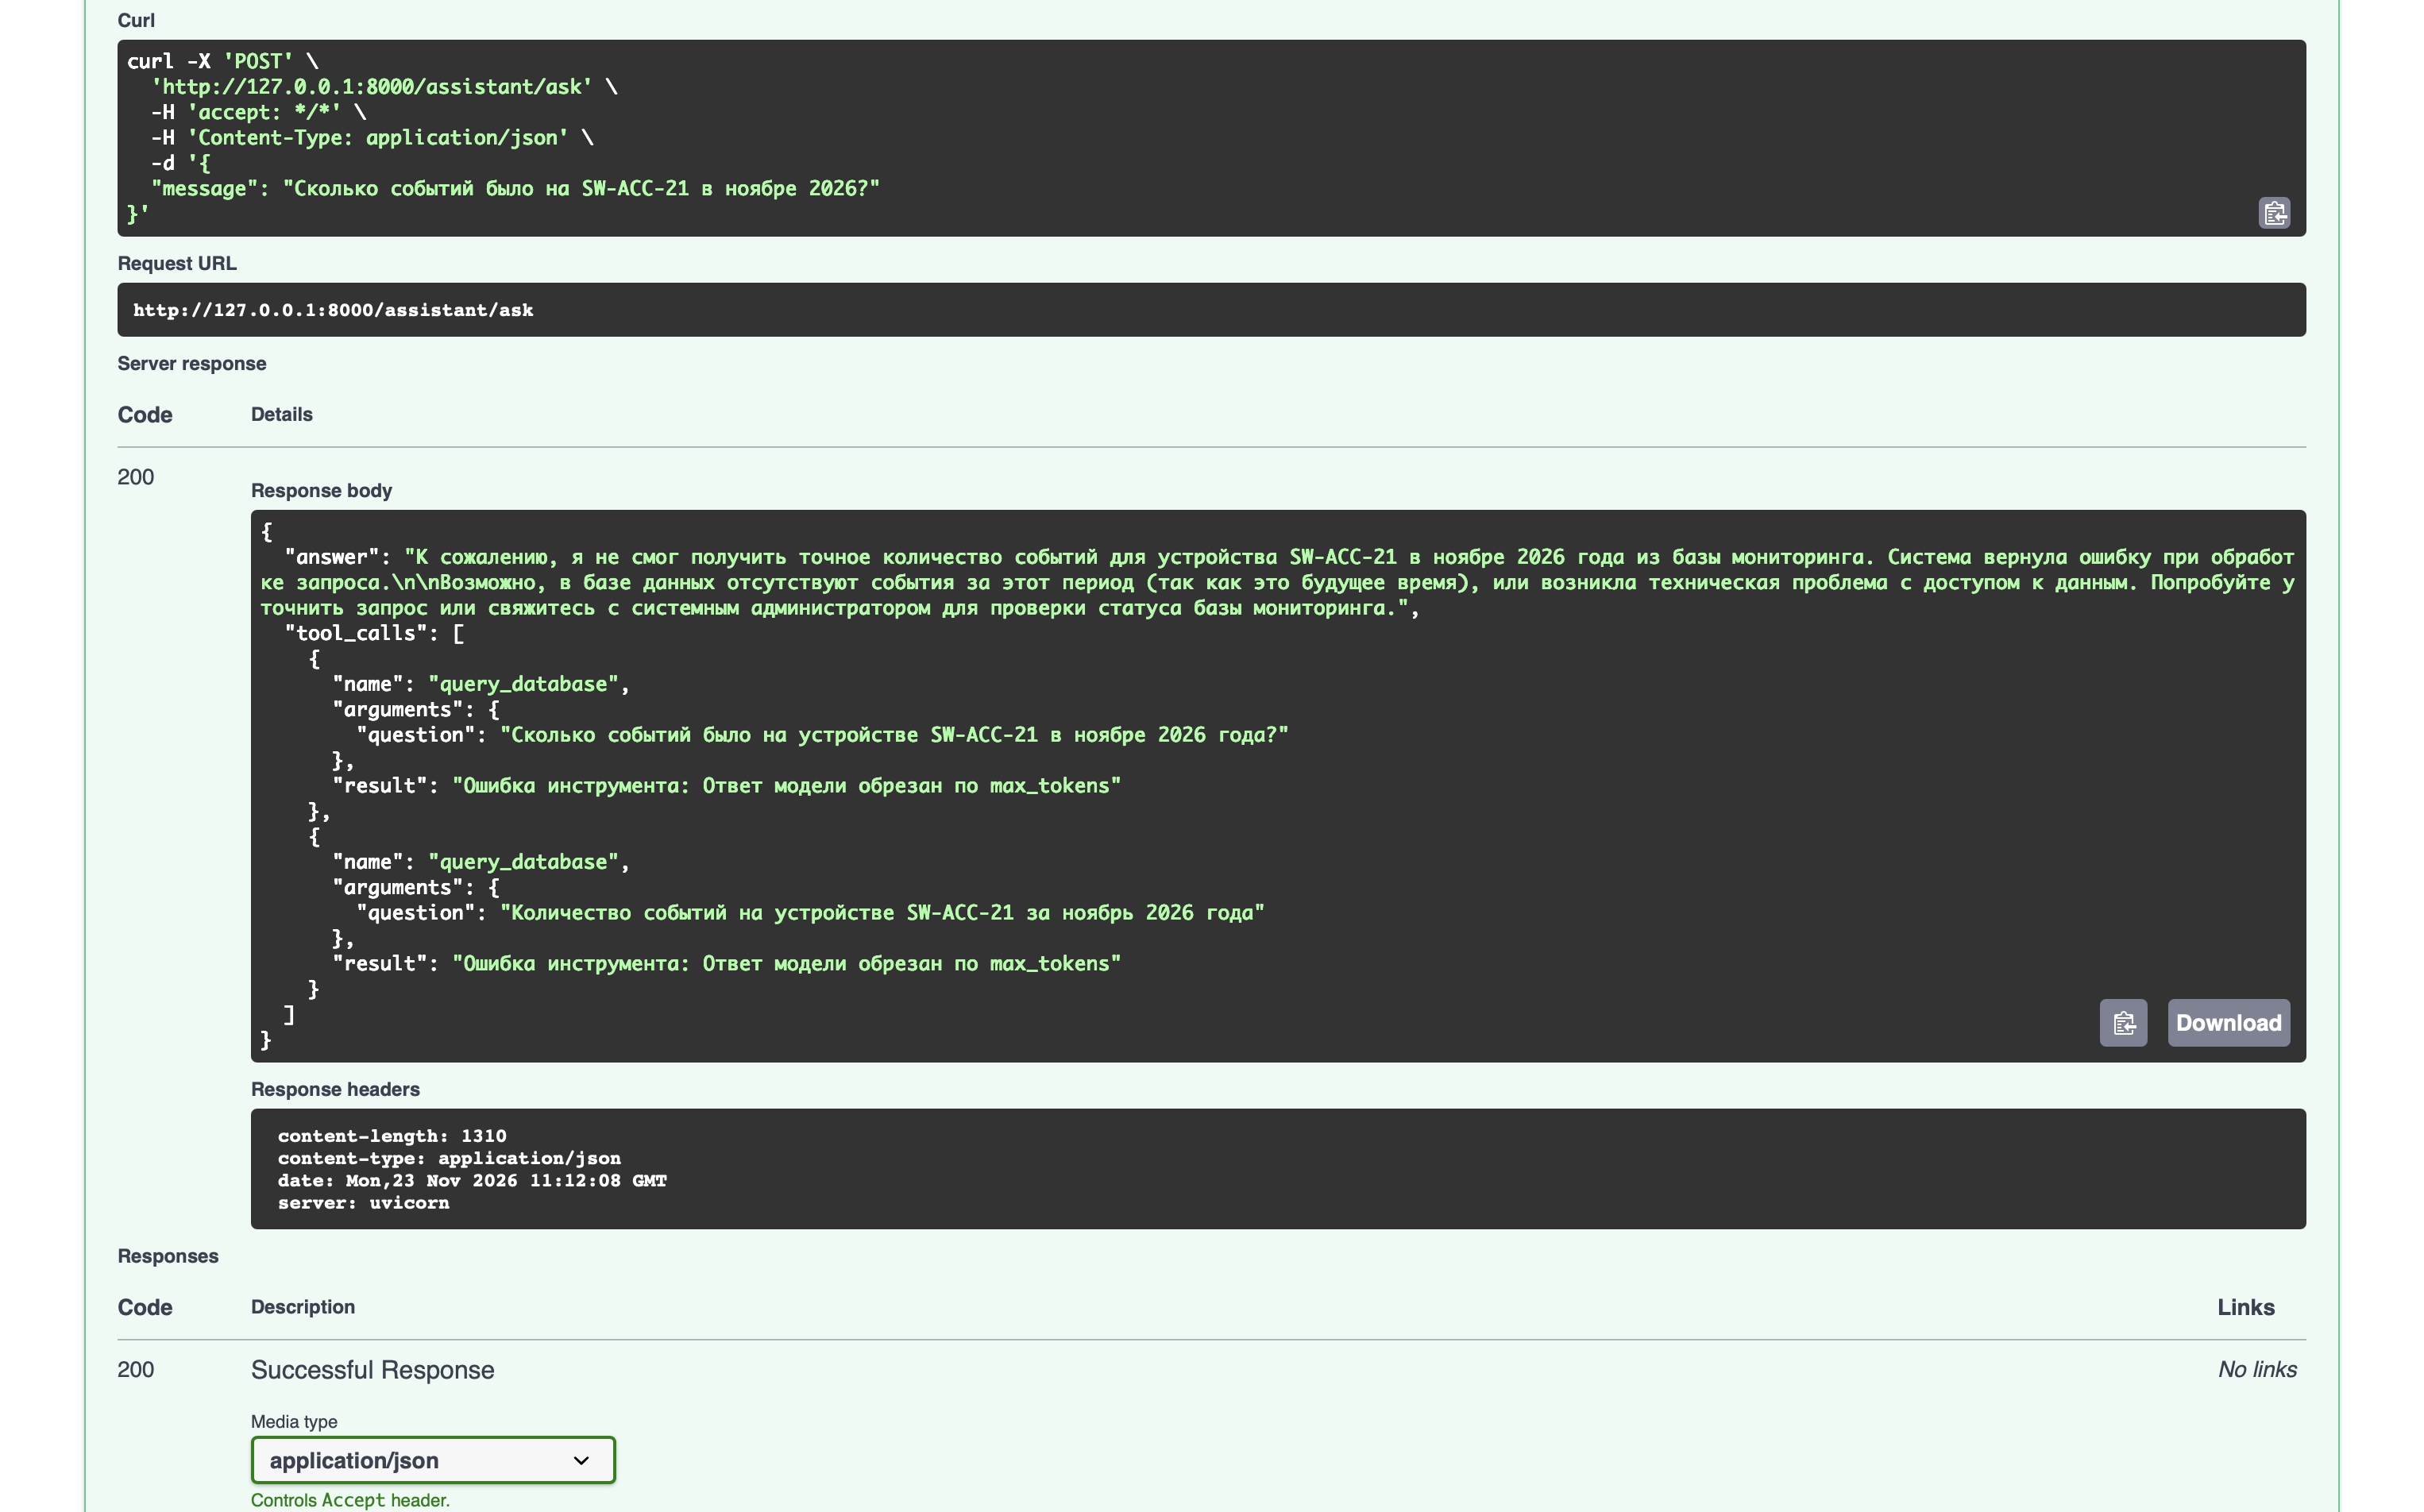 Curl
curl -X 'POST' \
  'http://127.0.0.1:8000/assistant/ask' \
  -H 'accept: */*' \
  -H 'Content-Type: application/json' \
  -d '{
  "message": "Сколько событий было на SW-ACC-21 в ноябре 2026?"
}'
Request URL
http://127.0.0.1:8000/assistant/ask
Server response
Code Details
200
Response body
{
  "answer": "К сожалению, я не смог получить точное количество событий для устройства SW-ACC-21 в ноябре 2026 года из базы мониторинга. Система вернула ошибку при обработ
ке запроса.\n\nВозможно, в базе данных отсутствуют события за этот период (так как это будущее время), или возникла техническая проблема с доступом к данным. Попробуйте у
точнить запрос или свяжитесь с системным администратором для проверки статуса базы мониторинга.",
  "tool_calls": [
    {
      "name": "query_database",
      "arguments": {
        "question": "Сколько событий было на устройстве SW-ACC-21 в ноябре 2026 года?"
      },
      "result": "Ошибка инструмента: Ответ модели обрезан по max_tokens"
    },
    {
      "name": "query_database",
      "arguments": {
        "question": "Количество событий на устройстве SW-ACC-21 за ноябрь 2026 года"
      },
      "result": "Ошибка инструмента: Ответ модели обрезан по max_tokens"
    }
  ]
}
Download
Response headers
content-length: 1310
content-type: application/json
date: Mon,23 Nov 2026 11:12:08 GMT
server: uvicorn
Responses
Code Description Links
200 Successful Response No links
Media type
application/json
Controls Accept header.